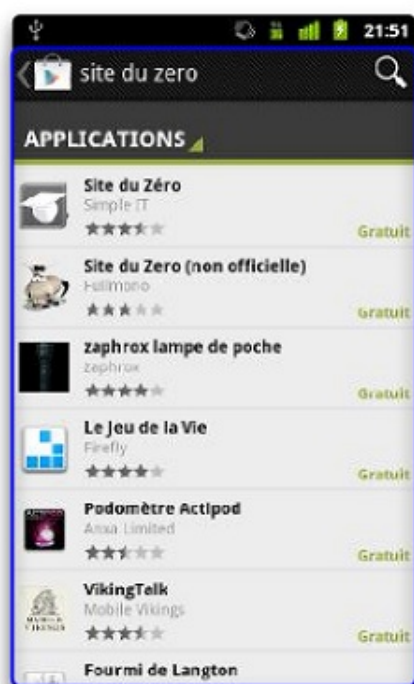 21:51
site du zero
APPLICATIONS
Site du Zéro
Simple IT
Gratuit
Site du Zero (non officielle)
Fullmono
Gratuit
zaphrox lampe de poche
zaphrox
Gratuit
Le Jeu de la Vie
Firefly
Gratuit
Podomètre Actipod
Anxa Limited
Gratuit
VikingTalk
Mobile Vikings
Gratuit
Fourmi de Langton